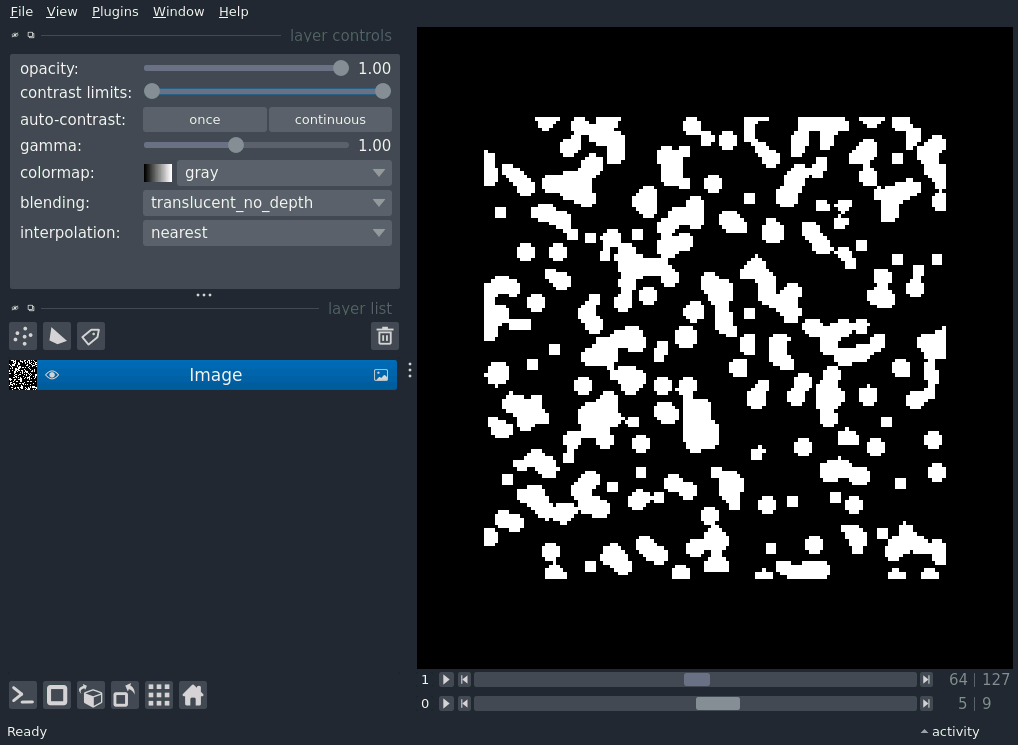 File View Plugins Window Help
layer controls
opacity: 1.00
contrast limits:
auto-contrast: once continuous
gamma: 1.00
colormap: gray
blending: translucent_no_depth
interpolation: nearest
layer list
Image
1 64 | 127
0 5 | 9
Ready activity